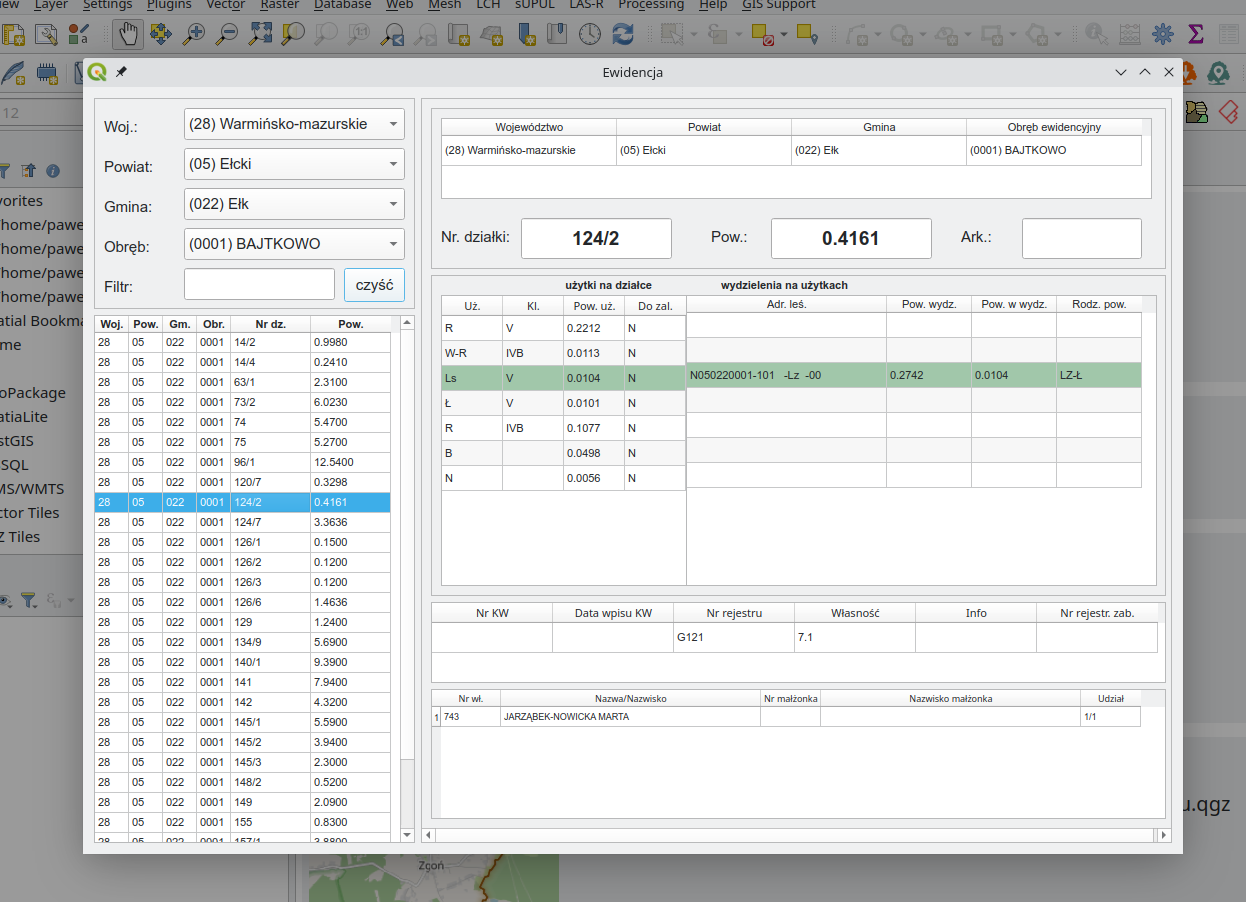 Layer Settings Plugins Vector Raster Database Web Mesh LCH sUPUL LAS-R Processing Help GIS Support
12
Ewidencja
Woj.: (28) Warmińsko-mazurskie
Powiat: (05) Ełcki
Gmina: (022) Ełk
Obręb: (0001) BAJTKOWO
Filtr: czyść
Woj. Pow. Gm. Obr. Nr dz. Pow.
28 05 022 0001 14/2 0.9980
28 05 022 0001 14/4 0.2410
28 05 022 0001 63/1 2.3100
28 05 022 0001 73/2 6.0230
28 05 022 0001 74 5.4700
28 05 022 0001 75 5.2700
28 05 022 0001 96/1 12.5400
28 05 022 0001 120/7 0.3298
28 05 022 0001 124/2 0.4161
28 05 022 0001 124/7 3.3636
28 05 022 0001 126/1 0.1500
28 05 022 0001 126/2 0.1200
28 05 022 0001 126/3 0.1200
28 05 022 0001 126/6 1.4636
28 05 022 0001 129 1.2400
28 05 022 0001 134/9 5.6900
28 05 022 0001 140/1 9.3900
28 05 022 0001 141 7.9400
28 05 022 0001 142 4.3200
28 05 022 0001 145/1 5.5900
28 05 022 0001 145/2 3.9400
28 05 022 0001 145/3 2.3000
28 05 022 0001 148/2 0.5200
28 05 022 0001 149 2.0900
28 05 022 0001 155 0.8300
28 05 022 0001 157/1 3.8800
Województwo Powiat Gmina Obręb ewidencyjny
(28) Warmińsko-mazurskie (05) Ełcki (022) Ełk (0001) BAJTKOWO
Nr. działki: 124/2 Pow.: 0.4161 Ark.:
użytki na działce wydzielenia na użytkach
Uż. Kl. Pow. uż. Do zal. Adr. leś. Pow. wydz. Pow. w wydz. Rodz. pow.
R V 0.2212 N
W-R IVB 0.0113 N
Ls V 0.0104 N N050220001-101 -Lz -00 0.2742 0.0104 LZ-Ł
Ł V 0.0101 N
R IVB 0.1077 N
B 0.0498 N
N 0.0056 N
Nr KW Data wpisu KW Nr rejestru Własność Info Nr rejestr. zab.
G121 7.1
Nr wł. Nazwa/Nazwisko Nr małżonka Nazwisko małżonka Udział
1 743 JARZĄBEK-NOWICKA MARTA 1/1
vorites
/home/pawe
/home/pawe
/home/pawe
/home/pawe
atial Bookma
me
oPackage
atiaLite
stGIS
SQL
MS/WMTS
ctor Tiles
Z Tiles
u.qgz
Zgoń